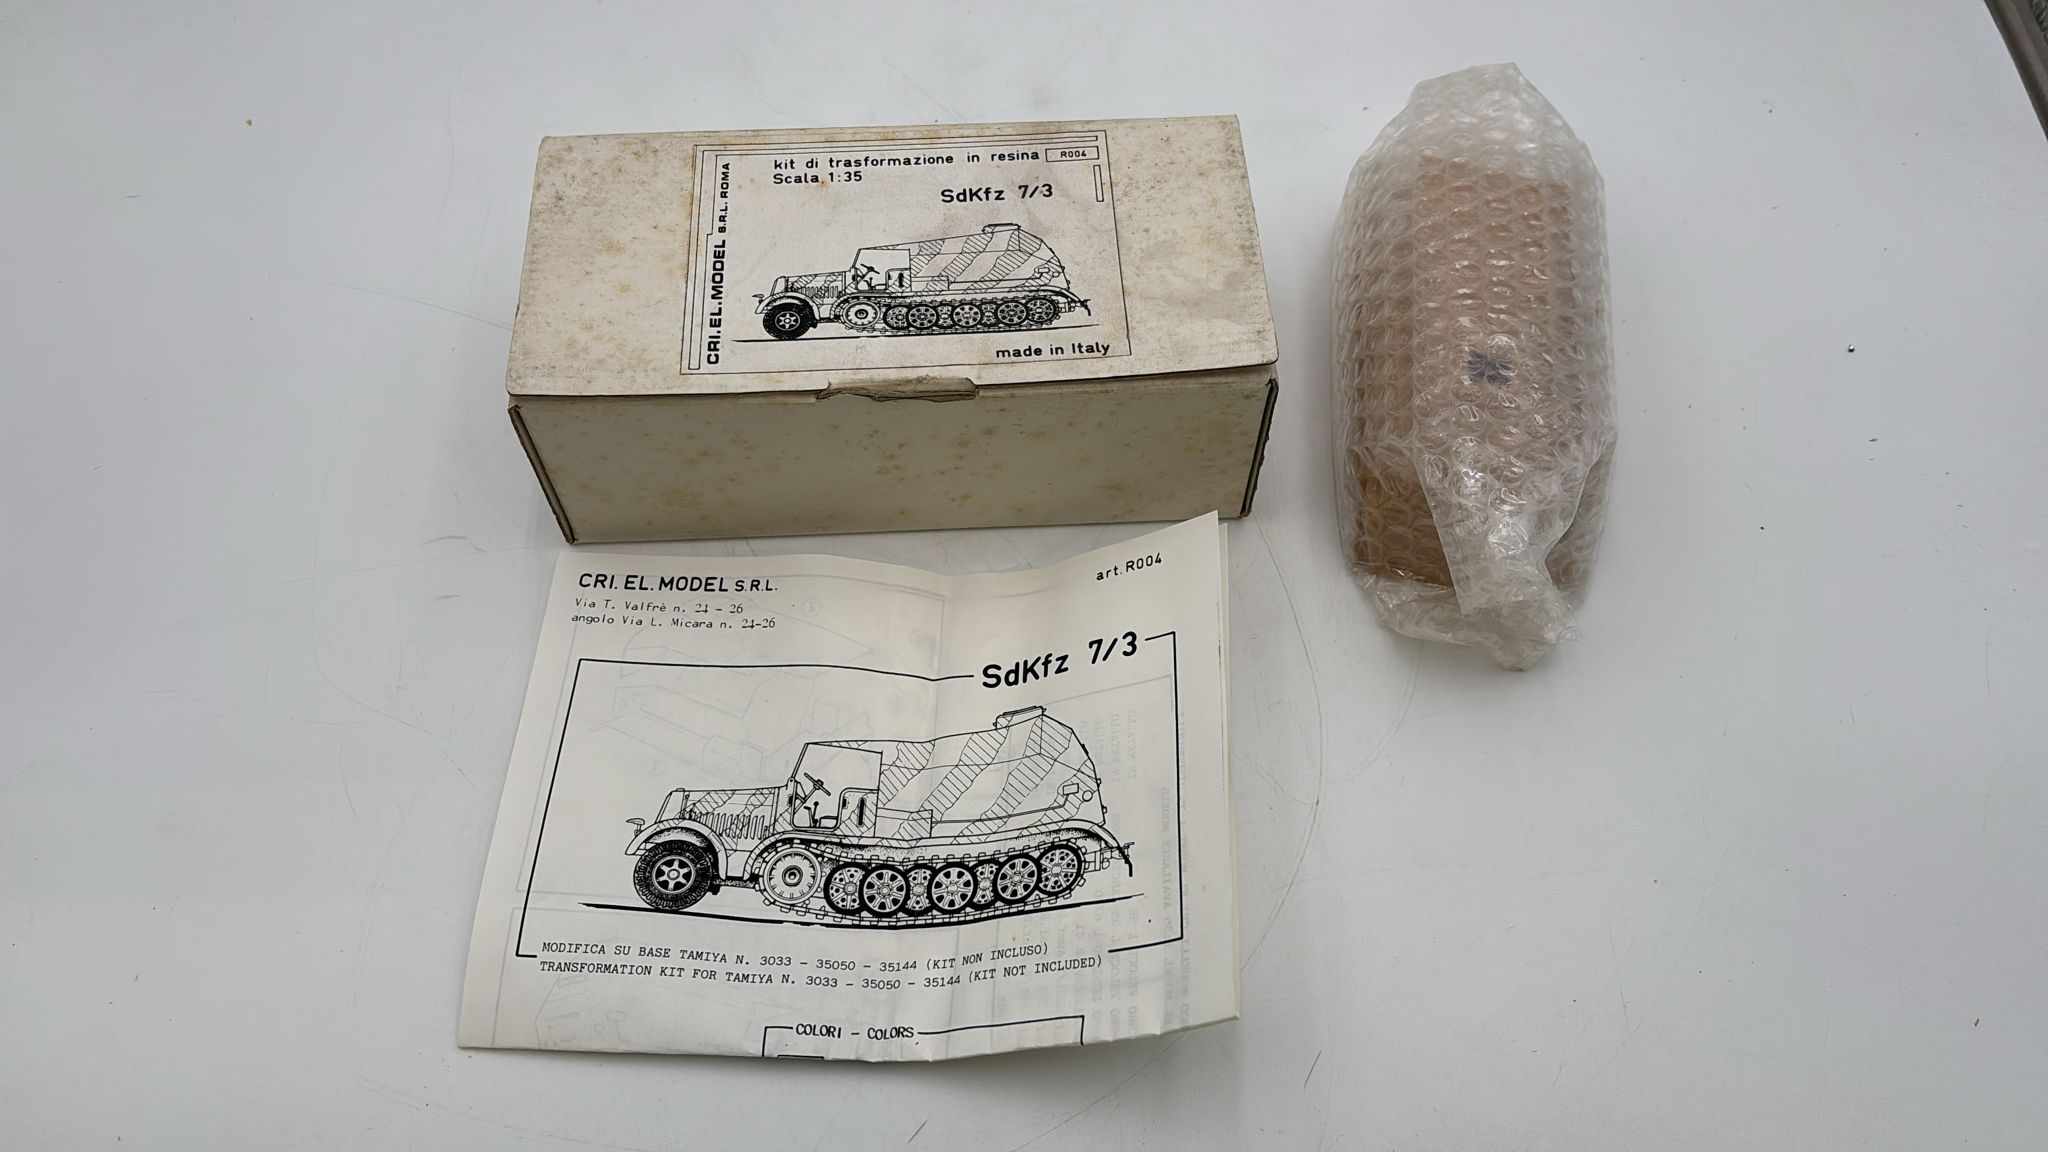 kit di trasformazione in resina R004
Scala 1:35
SdKfz 7/3
CRI.EL.MODEL S.R.L. ROMA
made in Italy
CRI.EL.MODEL S.R.L.
art.R004
Via T. Valfrè n. 24 - 26
angolo Via L. Micara n. 24-26
SdKfz 7/3
MODIFICA SU BASE TAMIYA N. 3033 - 35050 - 35144 (KIT NON INCLUSO)
TRANSFORMATION KIT FOR TAMIYA N. 3033 - 35050 - 35144 (KIT NOT INCLUDED)
COLORI - COLORS